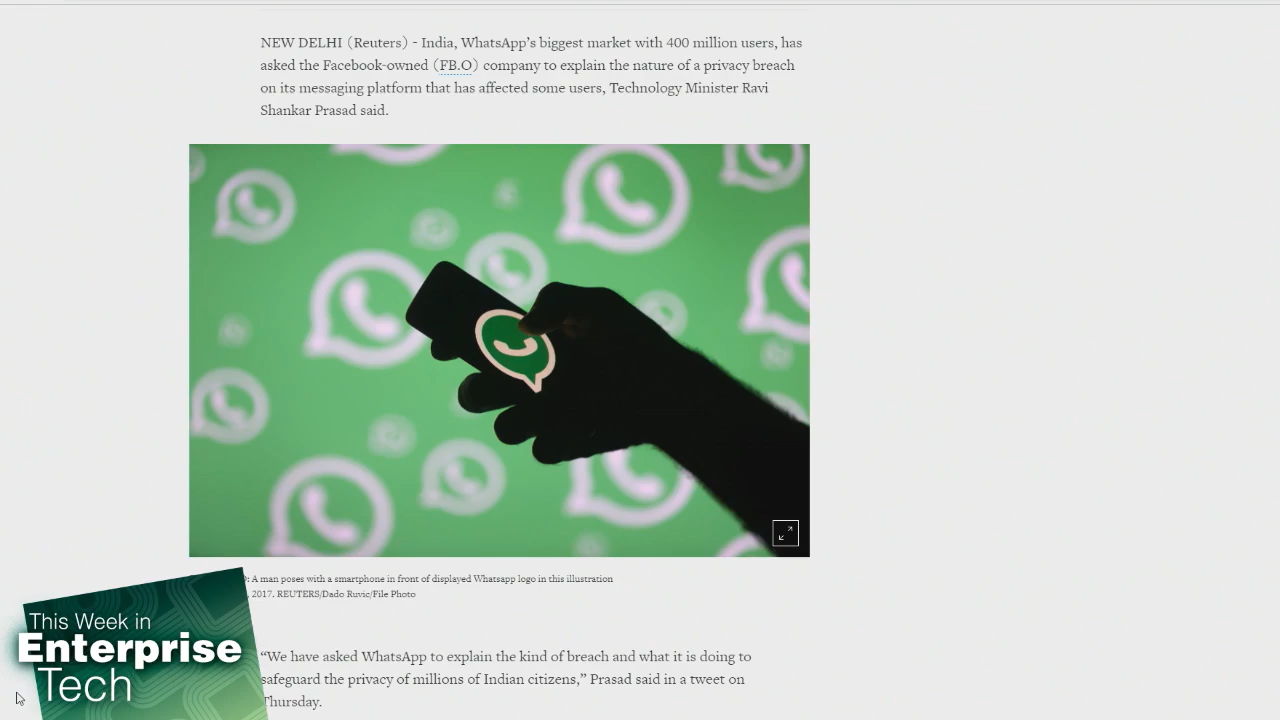 NEW DELHI (Reuters) - India, WhatsApp’s biggest market with 400 million users, has
asked the Facebook-owned (FB.O) company to explain the nature of a privacy breach
on its messaging platform that has affected some users, Technology Minister Ravi
Shankar Prasad said.
A man poses with a smartphone in front of displayed Whatsapp logo in this illustration
2017. REUTERS/Dado Ruvic/File Photo
This Week in
Enterprise
Tech
“We have asked WhatsApp to explain the kind of breach and what it is doing to
safeguard the privacy of millions of Indian citizens,” Prasad said in a tweet on
Thursday.